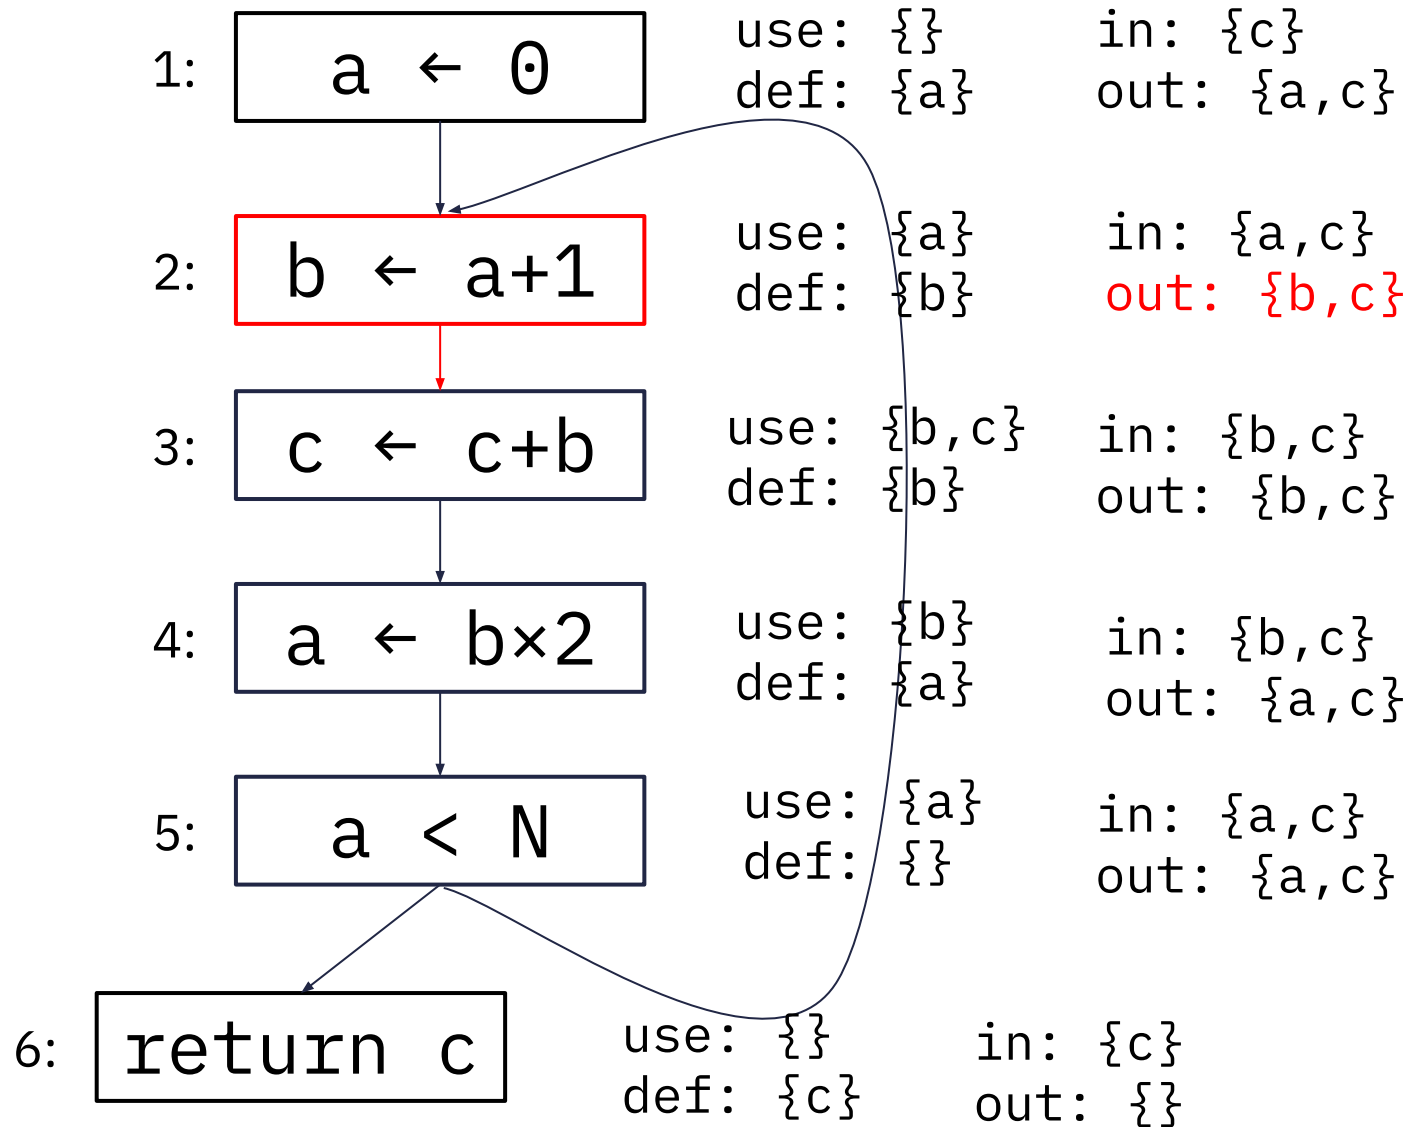 1:
a ← 0
use: {}
def: {a}
in: {c}
out: {a,c}
2:
b ← a+1
use: {a}
def: {b}
in: {a,c}
out: {b,c}
3:
c ← c+b
use: {b,c}
def: {b}
in: {b,c}
out: {b,c}
4:
a ← b×2
use: {b}
def: {a}
in: {b,c}
out: {a,c}
5:
a < N
use: {a}
def: {}
in: {a,c}
out: {a,c}
6:
return c
use: {}
def: {c}
in: {c}
out: {}